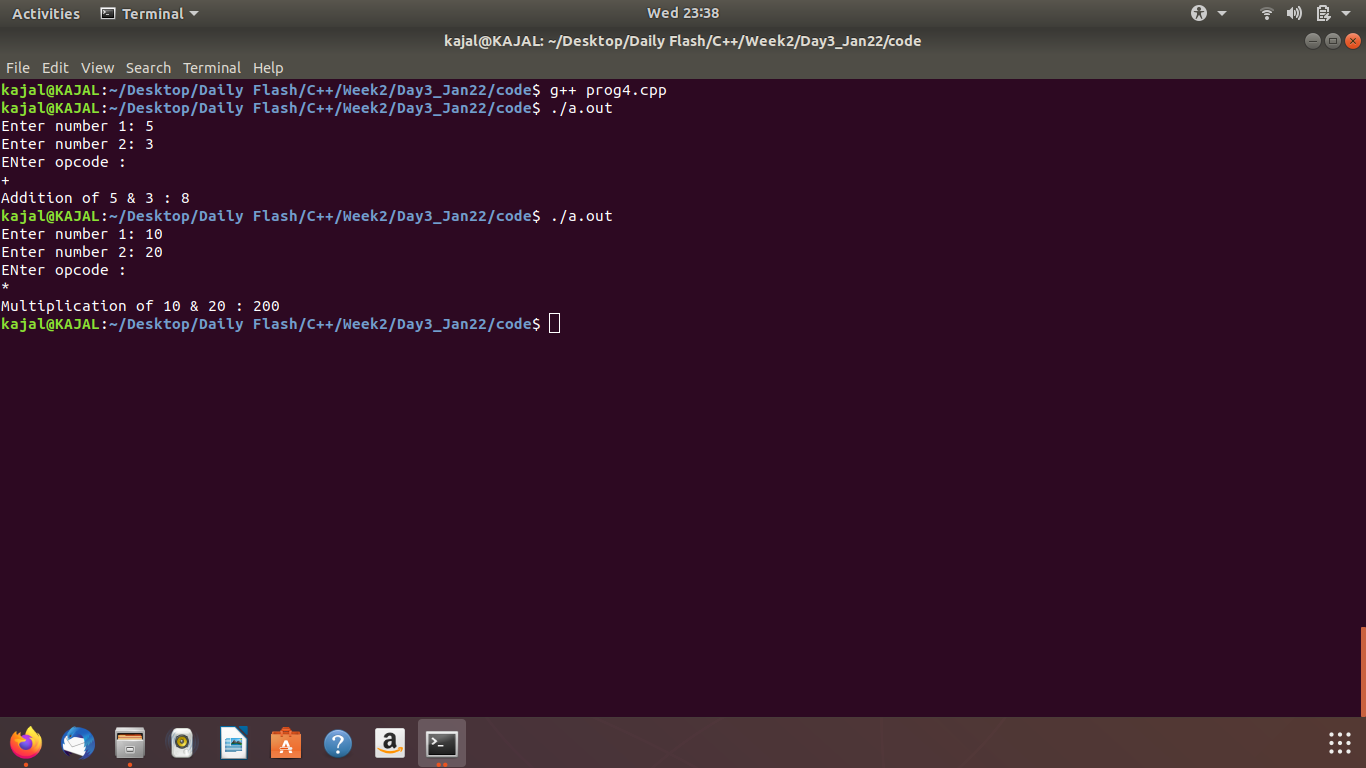 Activities Terminal Wed 23:38
kajal@KAJAL: ~/Desktop/Daily Flash/C++/Week2/Day3_Jan22/code
File Edit View Search Terminal Help
kajal@KAJAL:~/Desktop/Daily Flash/C++/Week2/Day3_Jan22/code$ g++ prog4.cpp
kajal@KAJAL:~/Desktop/Daily Flash/C++/Week2/Day3_Jan22/code$ ./a.out
Enter number 1: 5
Enter number 2: 3
ENter opcode :
+
Addition of 5 & 3 : 8
kajal@KAJAL:~/Desktop/Daily Flash/C++/Week2/Day3_Jan22/code$ ./a.out
Enter number 1: 10
Enter number 2: 20
ENter opcode :
*
Multiplication of 10 & 20 : 200
kajal@KAJAL:~/Desktop/Daily Flash/C++/Week2/Day3_Jan22/code$